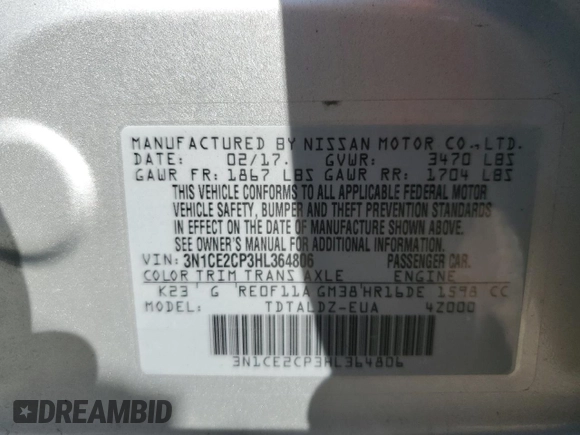 MANUFACTURED BY NISSAN MOTOR CO., LTD.
DATE: 02/17. GVWR: 3470 LBS
GAWR FR: 1867 LBS GAWR RR: 1704 LBS
THIS VEHICLE CONFORMS TO ALL APPLICABLE FEDERAL MOTOR
VEHICLE SAFETY, BUMPER AND THEFT PREVENTION STANDARDS
IN EFFECT ON THE DATE OF MANUFACTURE SHOWN ABOVE.
SEE OWNER'S MANUAL FOR ADDITIONAL INFORMATION.
VIN: 3N1CE2CP3HL364806 PASSENGER CAR.
COLOR TRIM TRANS AXLE ENGINE
K23 G RE0F11A GM38 HR16DE 1598 CC
MODEL: TDTALDZ-EUA 42000
3N1CE2CP3HL364806
DREAMBID